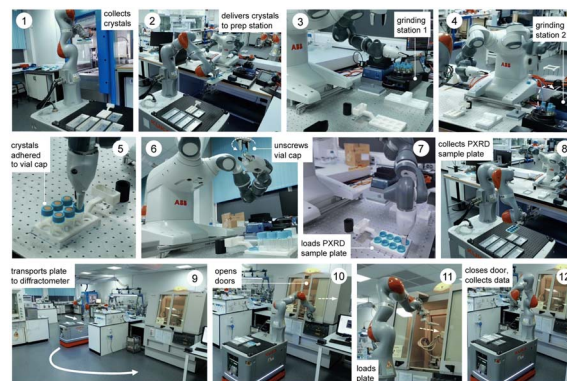 1
collects
crystals
2
delivers crystals
to prep station
3
grinding
station 1
ABB
4
grinding
station 2
ABB
crystals
adhered
to vial cap
5
6
unscrews
vial cap
ABB
7
loads PXRD
sample plate
collects PXRD
sample plate
8
transports plate
to diffractometer
9
opens
doors
10
11
loads
plate
closes door,
collects data
12